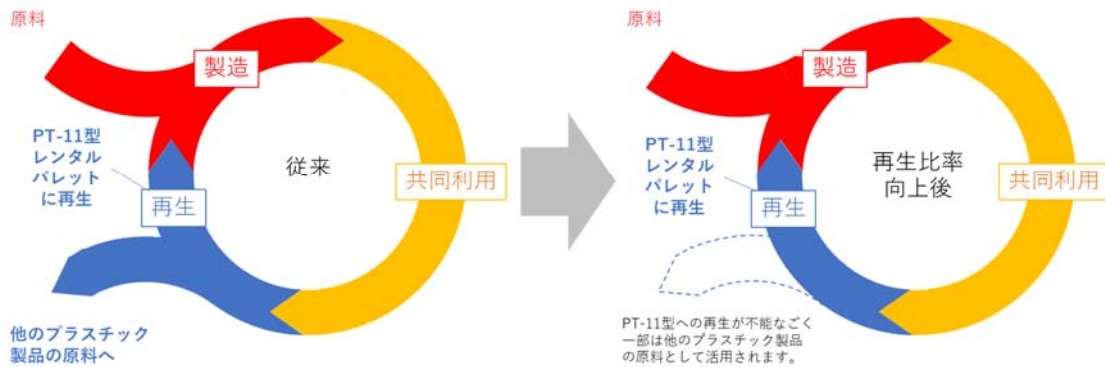 原料
製造
PT-11型
レンタル
パレット
に再生
従来
共同利用
再生
他のプラスチック
製品の原料へ
原料
製造
PT-11型
レンタル
パレット
に再生
再生比率
向上後
共同利用
再生
PT-11型への再生が不能なごく
一部は他のプラスチック製品
の原料として活用されます。